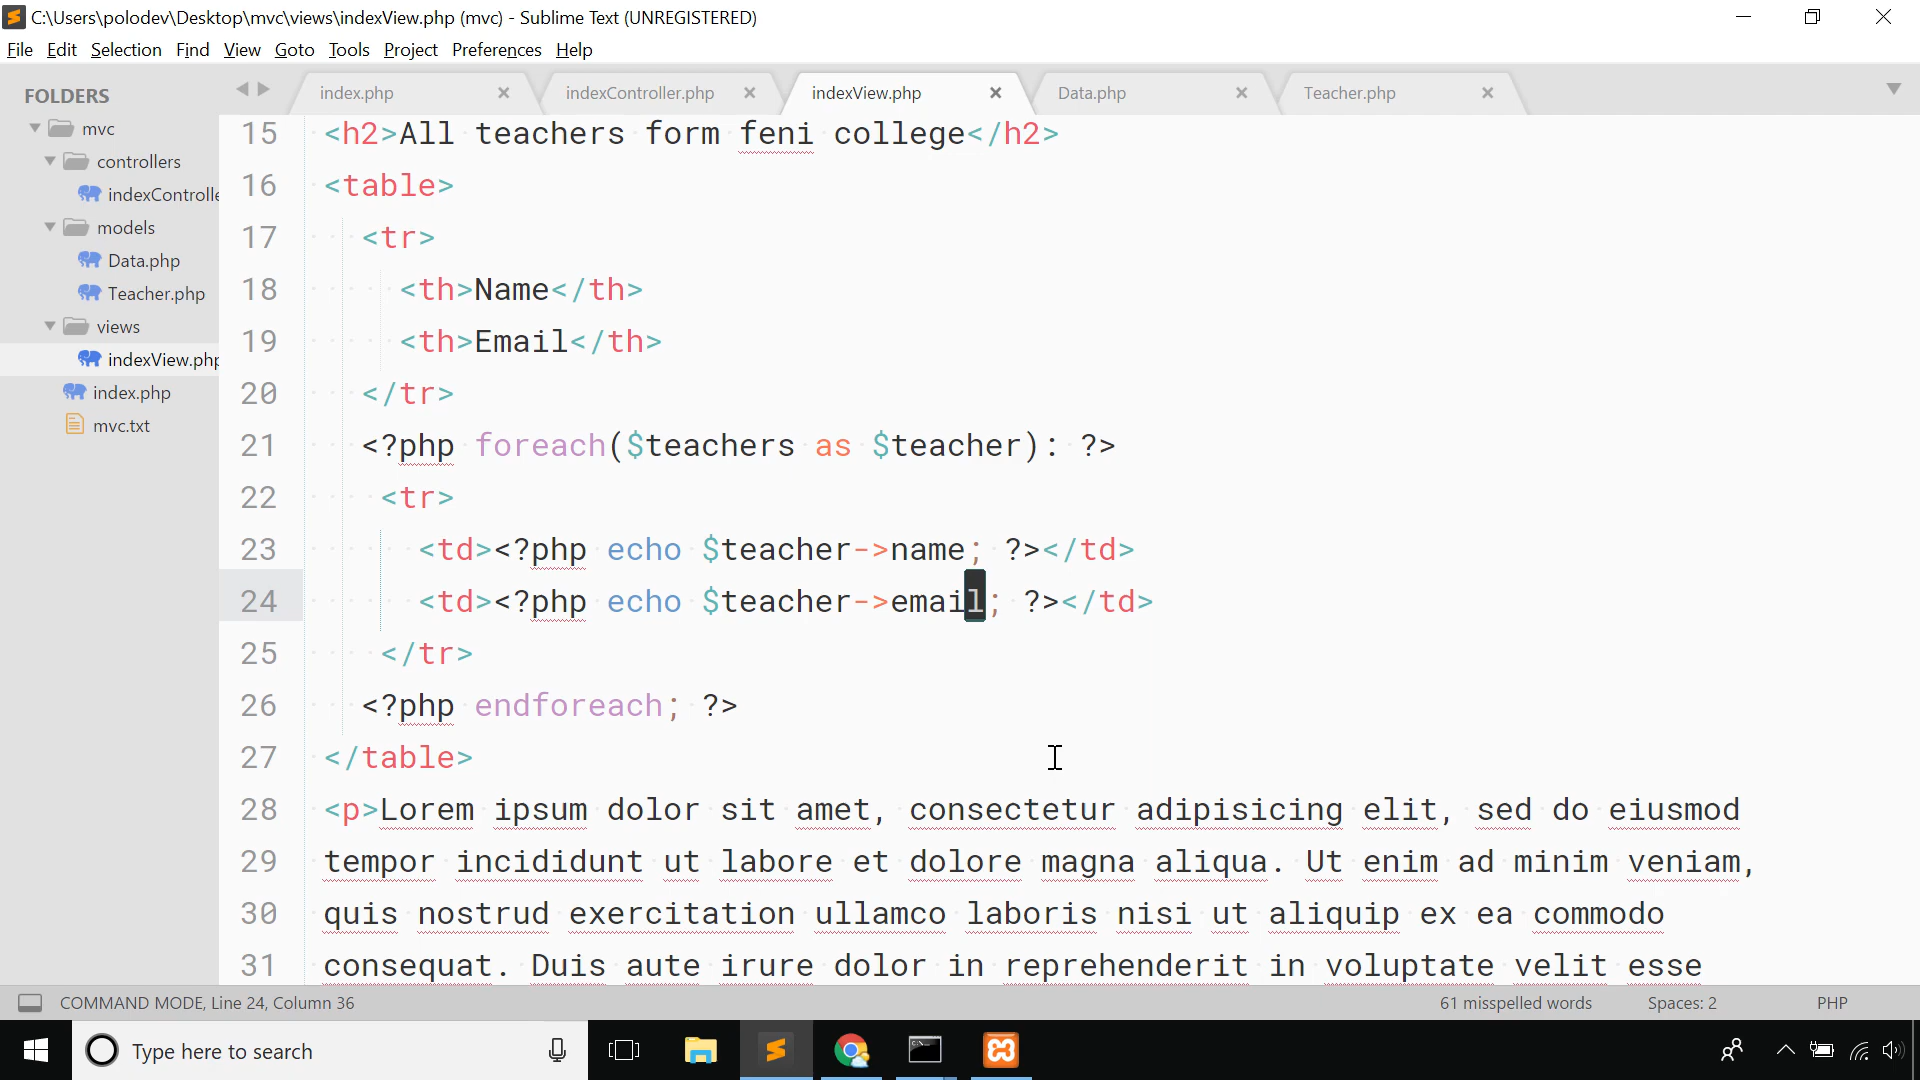 C:\Users\polodev\Desktop\mvc\views\indexView.php (mvc) - Sublime Text (UNREGISTERED)
File Edit Selection Find View Goto Tools Project Preferences Help
FOLDERS
mvc
controllers
indexControlle
models
Data.php
Teacher.php
views
indexView.php
index.php
mvc.txt
index.php indexController.php indexView.php Data.php Teacher.php
15 <h2>All teachers form feni college</h2>
16 <table>
17 <tr>
18 <th>Name</th>
19 <th>Email</th>
20 </tr>
21 <?php foreach($teachers as $teacher): ?>
22 <tr>
23 <td><?php echo $teacher->name; ?></td>
24 <td><?php echo $teacher->email; ?></td>
25 </tr>
26 <?php endforeach; ?>
27 </table>
28 <p>Lorem ipsum dolor sit amet, consectetur adipisicing elit, sed do eiusmod
29 tempor incididunt ut labore et dolore magna aliqua. Ut enim ad minim veniam,
30 quis nostrud exercitation ullamco laboris nisi ut aliquip ex ea commodo
31 consequat. Duis aute irure dolor in reprehenderit in voluptate velit esse
COMMAND MODE, Line 24, Column 36 61 misspelled words Spaces: 2 PHP
Type here to search